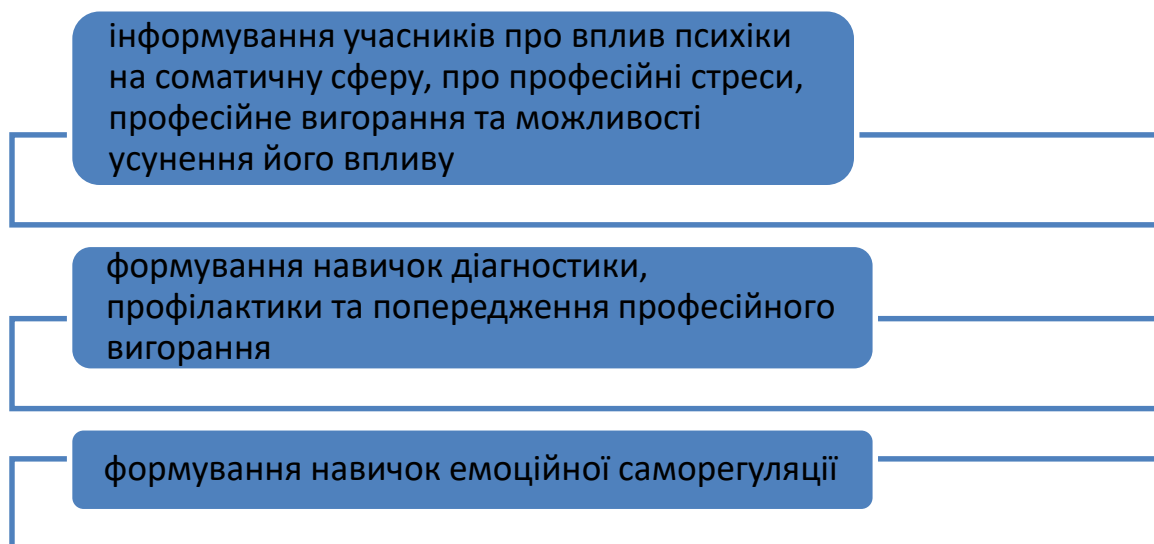 інформування учасників про вплив психіки
на соматичну сферу, про професійні стреси,
професійне вигорання та можливості
усунення його впливу
формування навичок діагностики,
профілактики та попередження професійного
вигорання
формування навичок емоційної саморегуляції